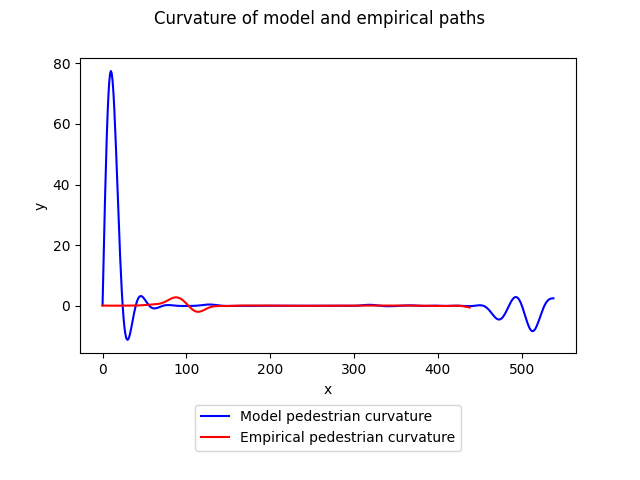 Curvature of model and empirical paths
80
60
40
20
0
y
0 100 200 300 400 500
x
Model pedestrian curvature
Empirical pedestrian curvature